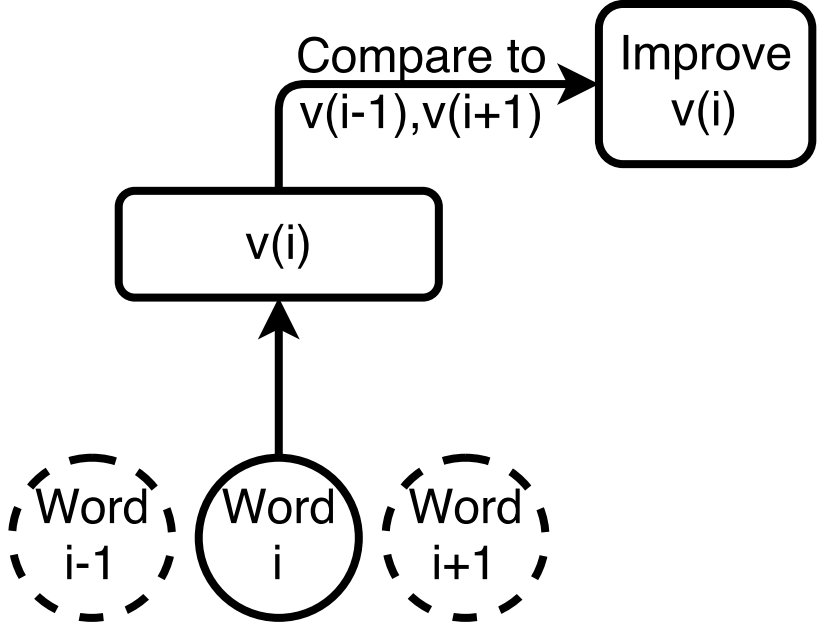 Compare to
v(i-1),v(i+1)
Improve
v(i)
v(i)
Word
i-1
Word
i
Word
i+1